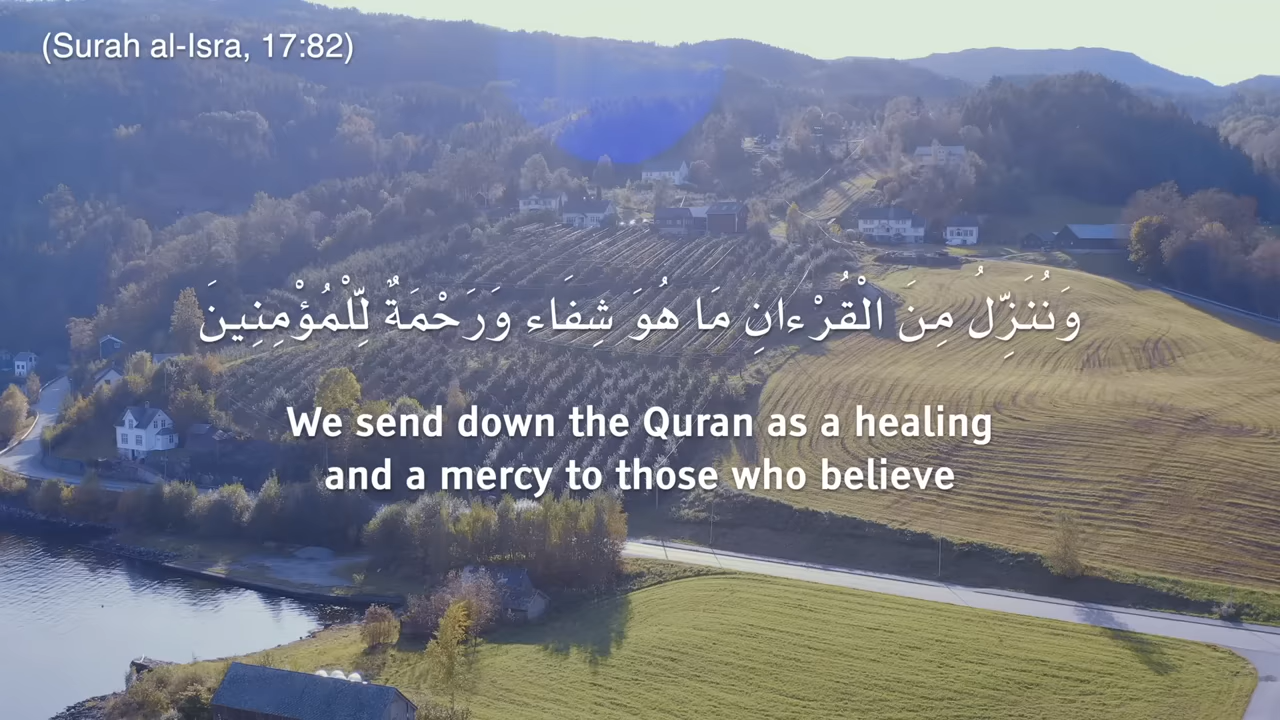 (Surah al-Isra, 17:82)
وَنُنَزِّلُ مِنَ الْقُرْءانِ مَا هُوَ شِفَاء وَرَحْمَةٌ لِّلْمُؤْمِنِينَ
We send down the Quran as a healing
and a mercy to those who believe